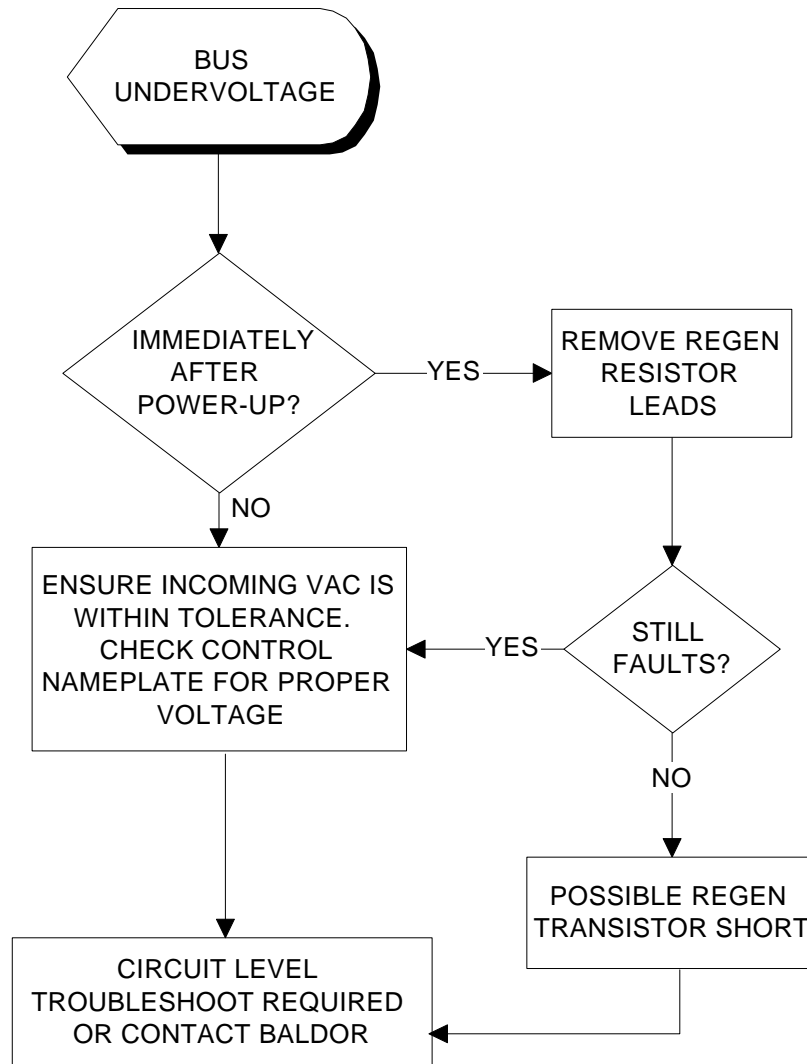 BUS
UNDERVOLTAGE
IMMEDIATELY
AFTER
POWER-UP?
YES
REMOVE REGEN
RESISTOR
LEADS
NO
ENSURE INCOMING VAC IS
WITHIN TOLERANCE.
CHECK CONTROL
NAMEPLATE FOR PROPER
VOLTAGE
YES
STILL
FAULTS?
NO
POSSIBLE REGEN
TRANSISTOR SHORT
CIRCUIT LEVEL
TROUBLESHOOT REQUIRED
OR CONTACT BALDOR